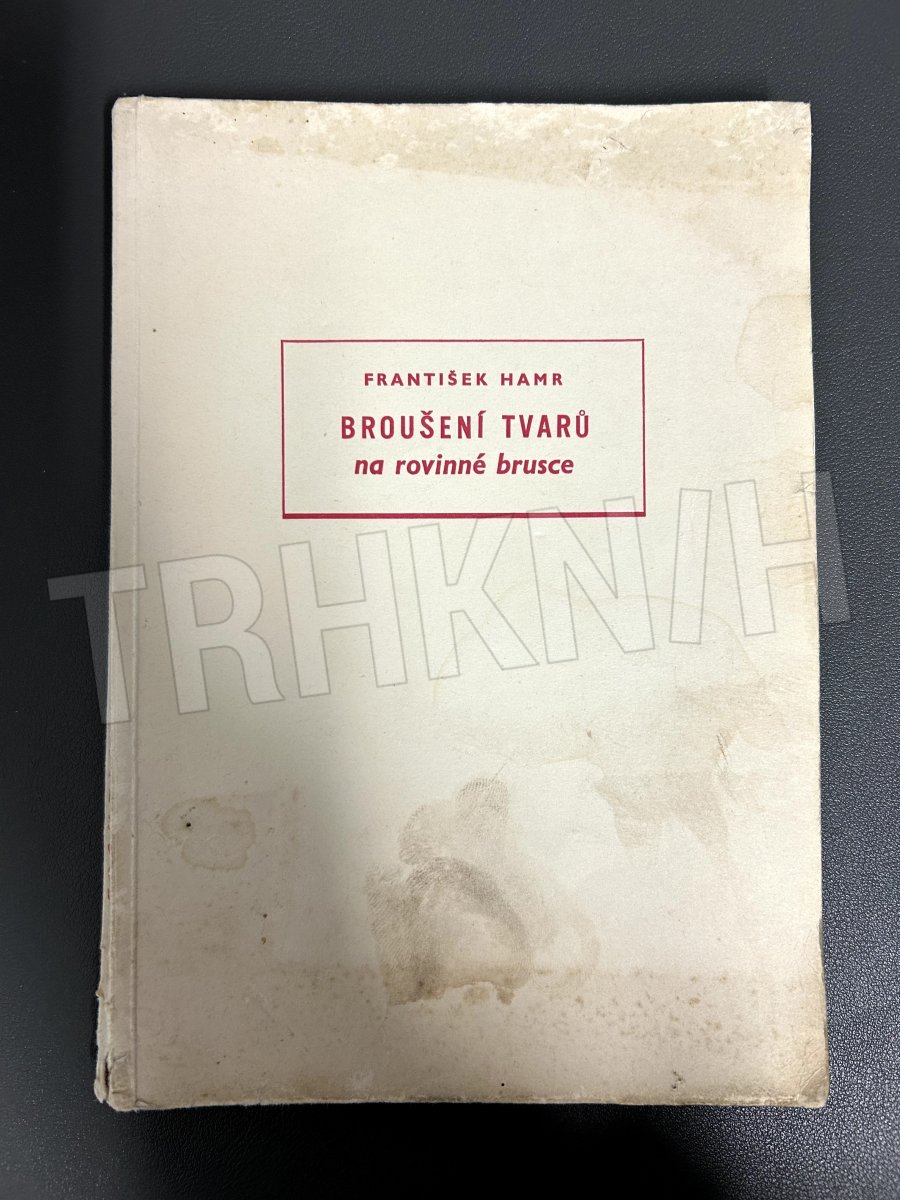 FRANTIŠEK HAMR
BROUŠENÍ TVARŮ
na rovinné brusce
TRHKNIH